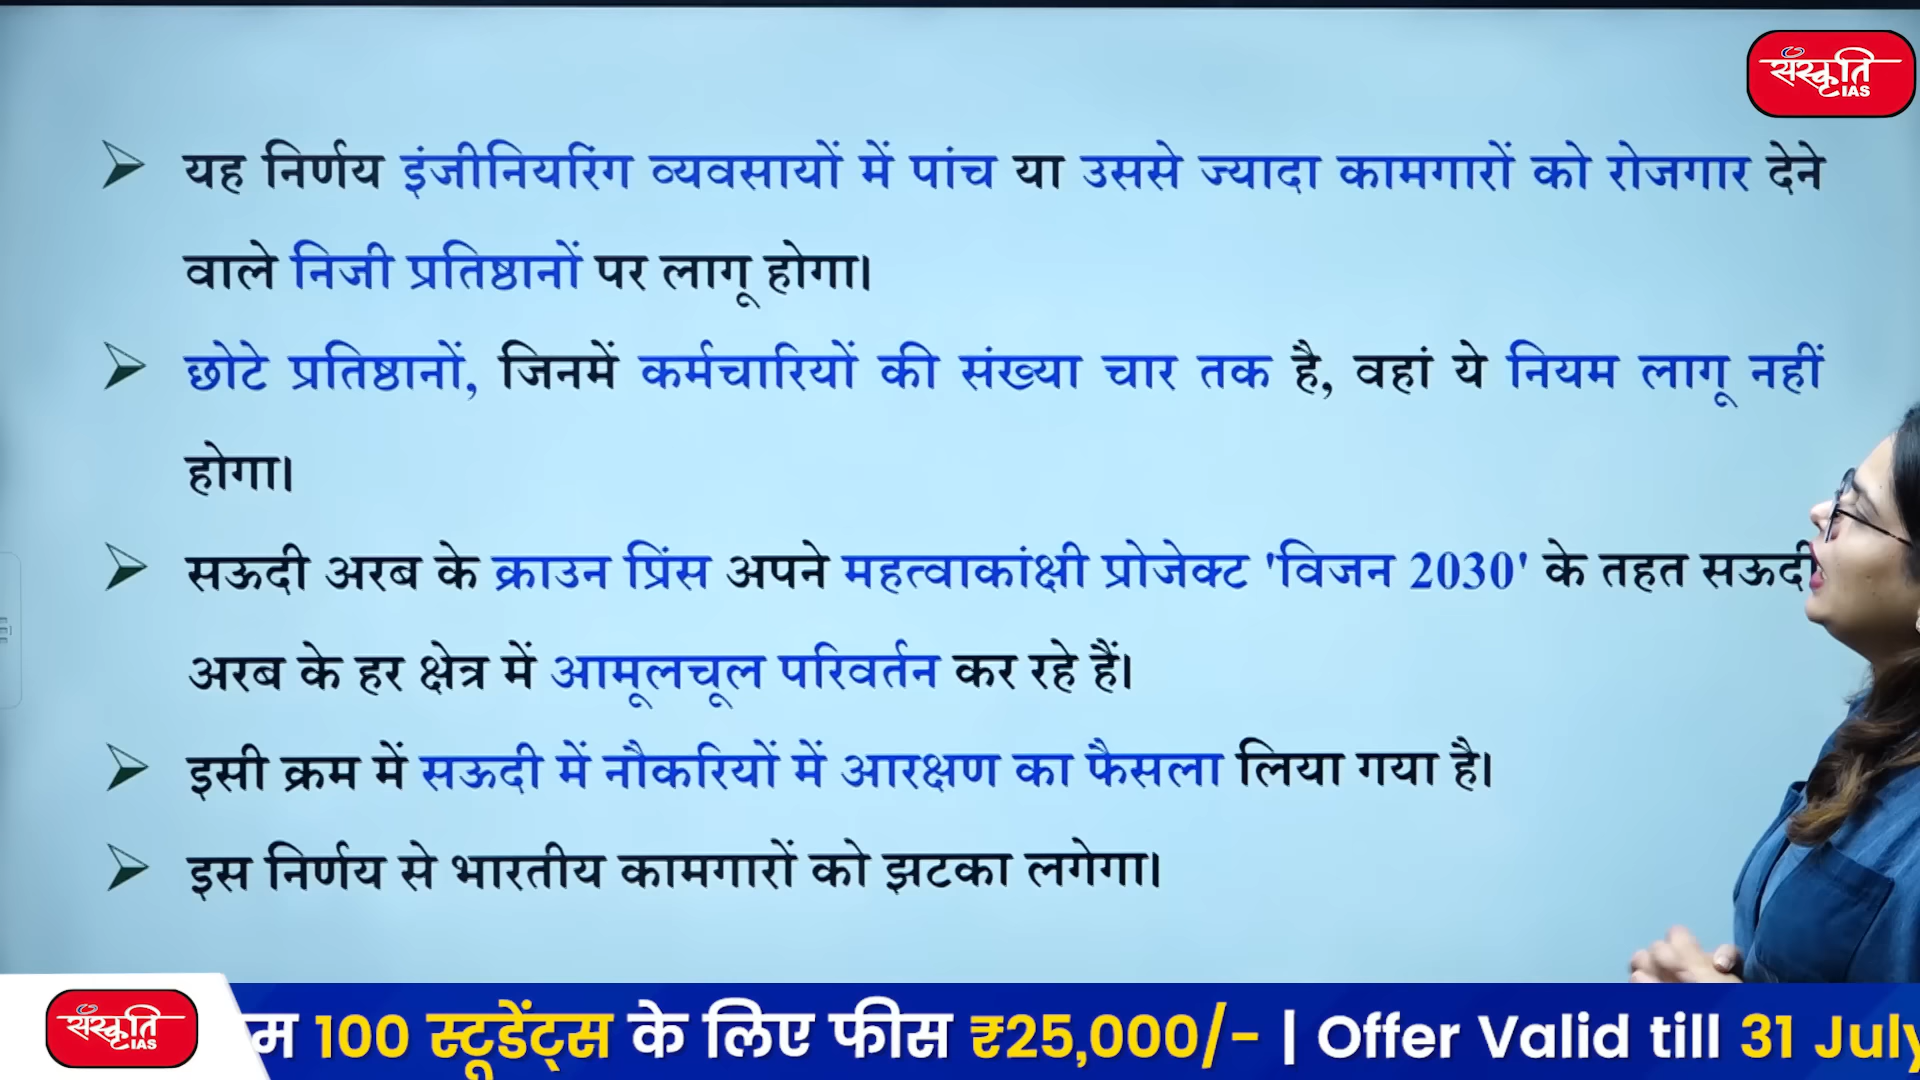 संस्कृति
IAS
यह निर्णय इंजीनियरिंग व्यवसायों में पांच या उससे ज्यादा कामगारों को रोजगार देने
वाले निजी प्रतिष्ठानों पर लागू होगा।
छोटे प्रतिष्ठानों, जिनमें कर्मचारियों की संख्या चार तक है, वहां ये नियम लागू नहीं
होगा।
सऊदी अरब के क्राउन प्रिंस अपने महत्वाकांक्षी प्रोजेक्ट 'विजन 2030' के तहत सऊदी
अरब के हर क्षेत्र में आमूलचूल परिवर्तन कर रहे हैं।
इसी क्रम में सऊदी में नौकरियों में आरक्षण का फैसला लिया गया है।
इस निर्णय से भारतीय कामगारों को झटका लगेगा।
संस्कृति
IAS
100 स्टूडेंट्स के लिए फीस ₹25,000/- | Offer Valid till 31 July